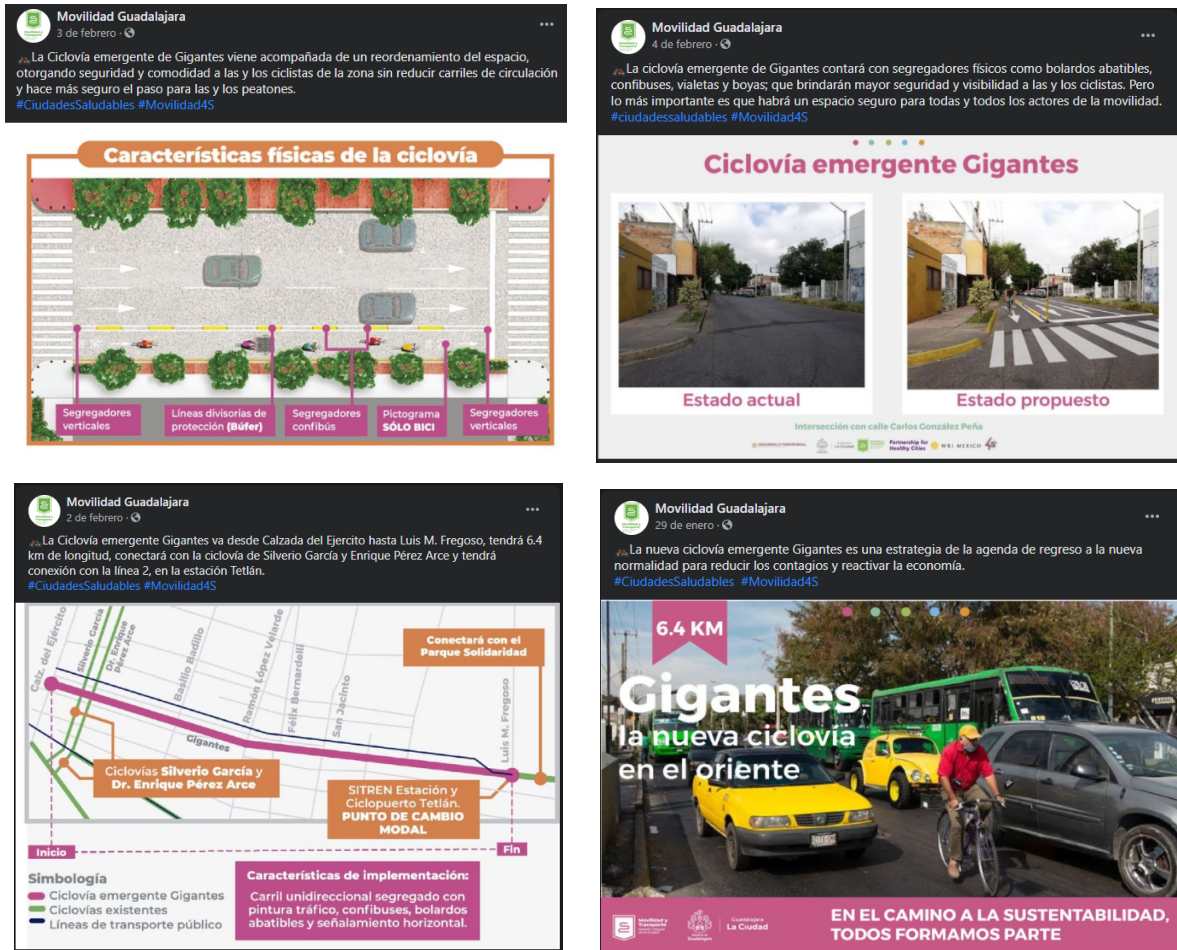 Movilidad Guadalajara
3 de febrero ·
La Ciclovía emergente de Gigantes viene acompañada de un reordenamiento del espacio,
otorgando seguridad y comodidad a las y los ciclistas de la zona sin reducir carriles de circulación
y hace más seguro el paso para las y los peatones.
#CiudadesSaludables #Movilidad4S
Características físicas de la ciclovía
Segregadores
verticales
Líneas divisorias de
protección (Búfer)
Segregadores
confibús
Pictograma
SÓLO BICI
Segregadores
verticales
Movilidad Guadalajara
4 de febrero ·
La ciclovía emergente de Gigantes contará con segregadores físicos como bolardos abatibles,
confibuses, vialetas y boyas; que brindarán mayor seguridad y visibilidad a las y los ciclistas. Pero
lo más importante es que habrá un espacio seguro para todas y todos los actores de la movilidad.
#ciudadessaludables #Movilidad4S
Ciclovía emergente Gigantes
Estado actual
Estado propuesto
Intersección con calle Carlos González Peña
DESARROLLO TERRITORIAL
La Ciudad
Partnership for
Healthy Cities
WRI MEXICO
4S
Movilidad Guadalajara
2 de febrero ·
La Ciclovía emergente Gigantes va desde Calzada del Ejercito hasta Luis M. Fregoso, tendrá 6.4
km de longitud, conectará con la ciclovía de Silverio García y Enrique Pérez Arce y tendrá
conexión con la línea 2, en la estación Tetlán.
#CiudadesSaludables #Movilidad4S
Calz. del Ejército
Silverio García
Dr. Enrique
Pérez Arce
Basilio Badillo
Ramón López Velarde
Félix Bernardelli
San Jacinto
Luis M. Fregoso
Gigantes
Conectará con el
Parque Solidaridad
Ciclovías Silverio García y
Dr. Enrique Pérez Arce
SITREN Estación y
Ciclopuerto Tetlán.
PUNTO DE CAMBIO
MODAL
Inicio
Fin
Simbología
Ciclovía emergente Gigantes
Ciclovías existentes
Líneas de transporte público
Características de implementación:
Carril unidireccional segregado con
pintura tráfico, confibuses, bolardos
abatibles y señalamiento horizontal.
Movilidad Guadalajara
29 de enero ·
La nueva ciclovía emergente Gigantes es una estrategia de la agenda de regreso a la nueva
normalidad para reducir los contagios y reactivar la economía.
#CiudadesSaludables #Movilidad4S
6.4 KM
Gigantes
la nueva ciclovía
en el oriente
Movilidad y
Transporte
Guadalajara
Guadalajara
La Ciudad
EN EL CAMINO A LA SUSTENTABILIDAD,
TODOS FORMAMOS PARTE